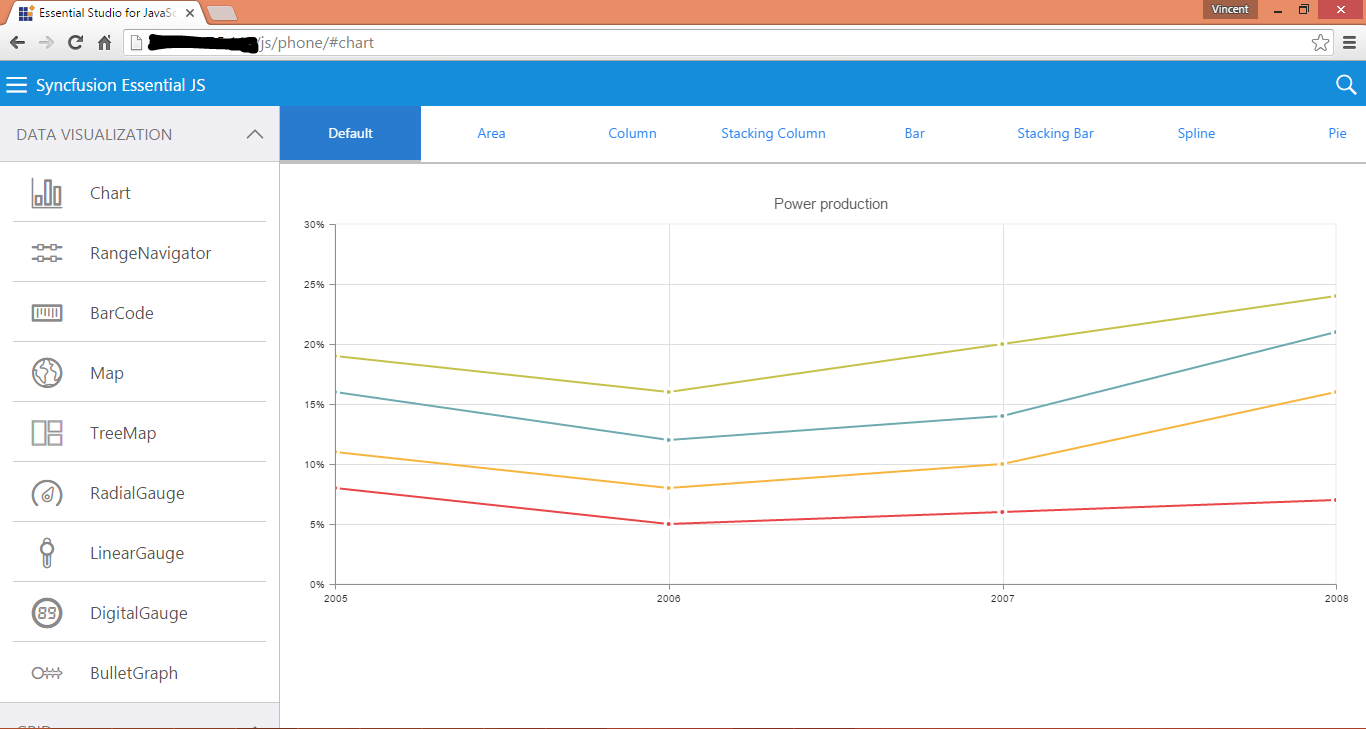 Essential Studio for JavaSc
Vincent
/js/phone/#chart
Syncfusion Essential JS
DATA VISUALIZATION
Default Area Column Stacking Column Bar Stacking Bar Spline Pie
Chart
RangeNavigator
BarCode
Map
TreeMap
RadialGauge
LinearGauge
89
DigitalGauge
BulletGraph
GRID
Power production
30%
25%
20%
15%
10%
5%
0%
2005 2006 2007 2008